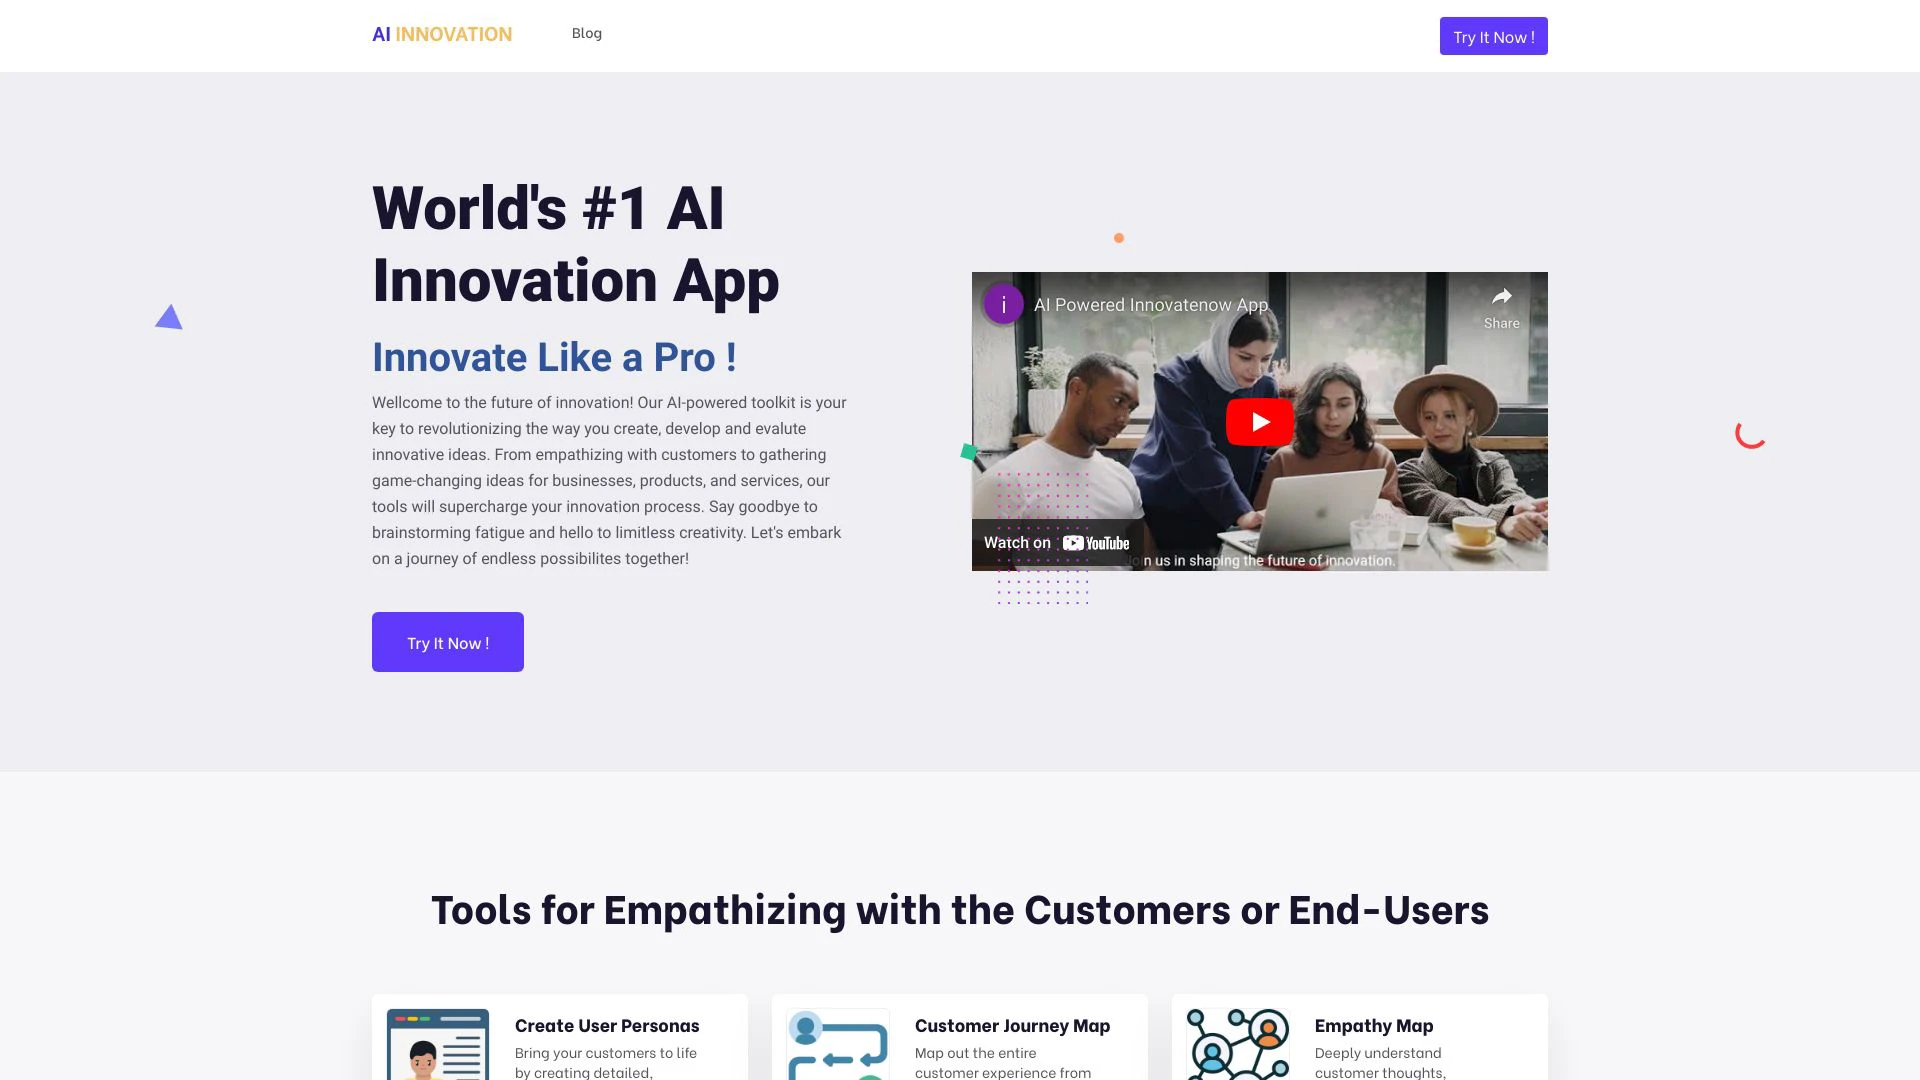 AI INNOVATION
Blog
Try It Now !
World's #1 AI
Innovation App
Innovate Like a Pro !
Wellcome to the future of innovation! Our AI-powered toolkit is your
key to revolutionizing the way you create, develop and evalute
innovative ideas. From empathizing with customers to gathering
game-changing ideas for businesses, products, and services, our
tools will supercharge your innovation process. Say goodbye to
brainstorming fatigue and hello to limitless creativity. Let's embark
on a journey of endless possibilites together!
Try It Now !
i
AI Powered Innovatenow App
Share
Watch on YouTube
Join us in shaping the future of innovation.
Tools for Empathizing with the Customers or End-Users
Create User Personas
Bring your customers to life
by creating detailed,
Customer Journey Map
Map out the entire
customer experience from
Empathy Map
Deeply understand
customer thoughts,